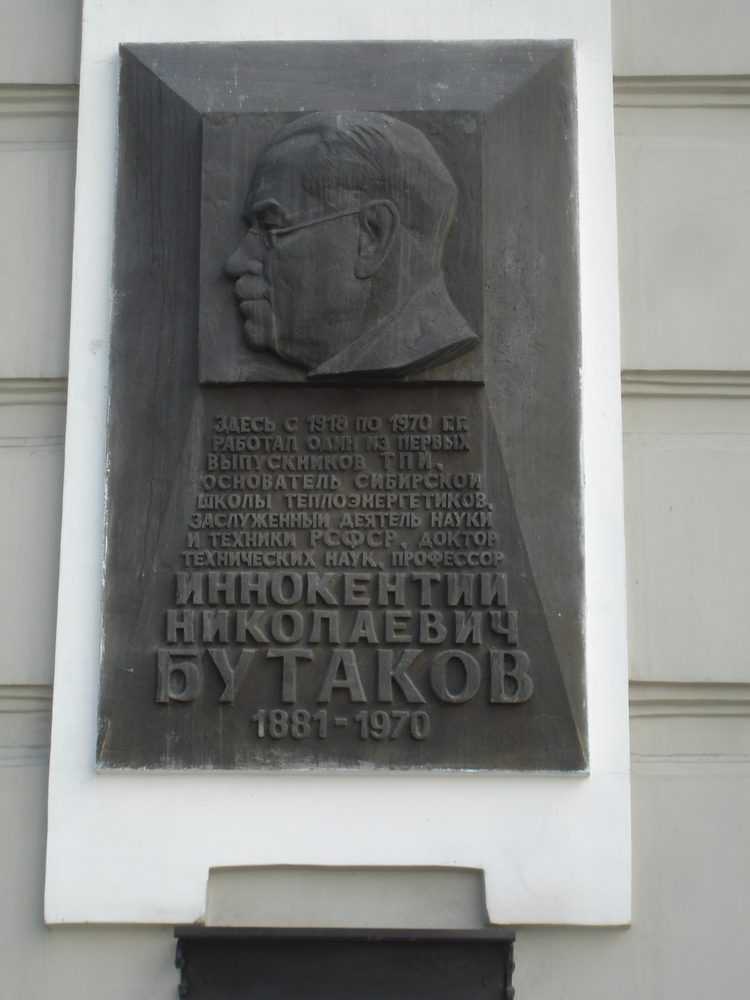 ЗДЕСЬ С 1918 ПО 1970 Г.Г.
РАБОТАЛ ОДИН ИЗ ПЕРВЫХ
ВЫПУСКНИКОВ ТПИ,
ОСНОВАТЕЛЬ СИБИРСКОЙ
ШКОЛЫ ТЕПЛОЭНЕРГЕТИКОВ,
ЗАСЛУЖЕННЫЙ ДЕЯТЕЛЬ НАУКИ
И ТЕХНИКИ РСФСР, ДОКТОР
ТЕХНИЧЕСКИХ НАУК, ПРОФЕССОР
ИННОКЕНТИЙ
НИКОЛАЕВИЧ
БУТАКОВ
1881-1970